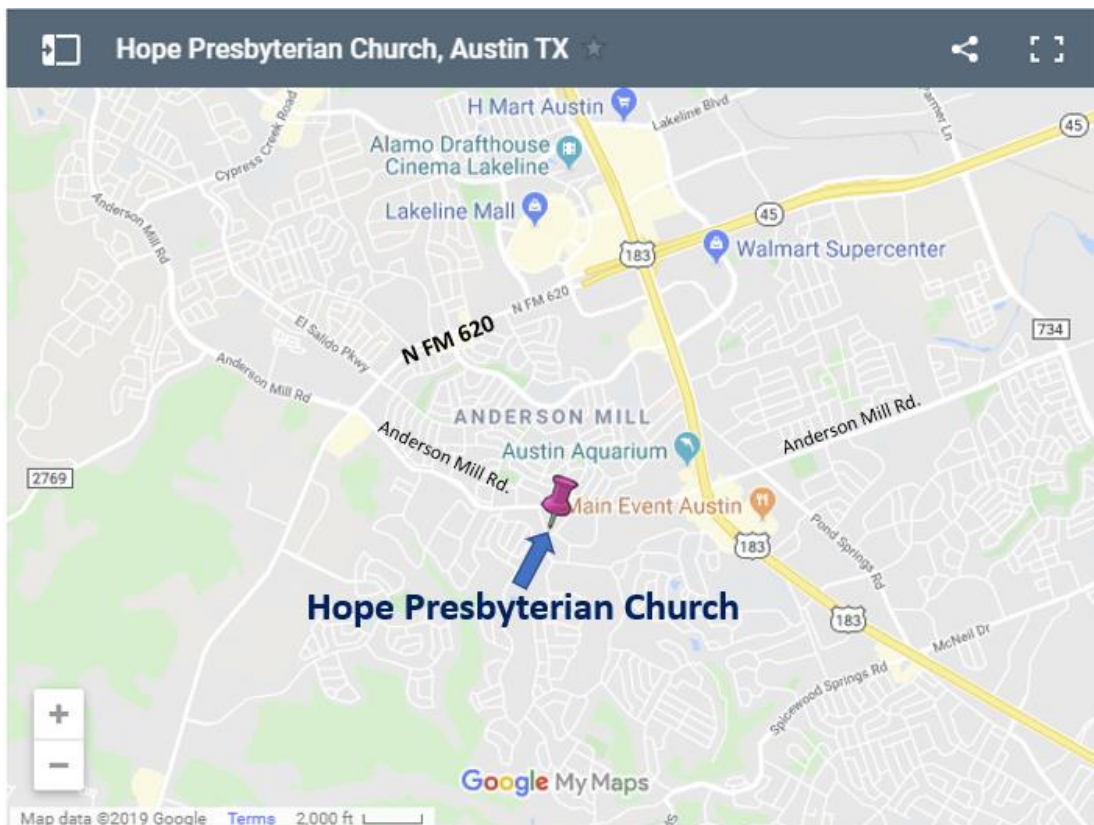 Hope Presbyterian Church, Austin TX
H Mart Austin
Lakeline Blvd
Parmer Ln
45
Cypress Creek Road
Alamo Drafthouse
Cinema Lakeline
Anderson Mill Rd
Lakeline Mall
45
183
Walmart Supercenter
N FM 620
El Salido Pkwy
N FM 620
734
Anderson Mill Rd
ANDERSON MILL
Anderson Mill Rd.
Anderson Mill Rd.
Austin Aquarium
2769
Main Event Austin
183
Pond Springs Rd
Hope Presbyterian Church
183
McNeil Dr
Spicewood Springs Rd
+
−
Google My Maps
Map data ©2019 Google Terms 2,000 ft